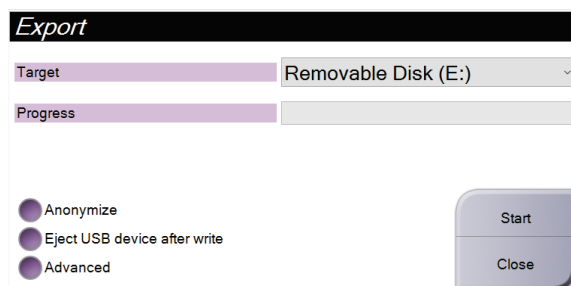 Export
Target
Removable Disk (E:)
Progress
Anonymize
Eject USB device after write
Advanced
Start
Close